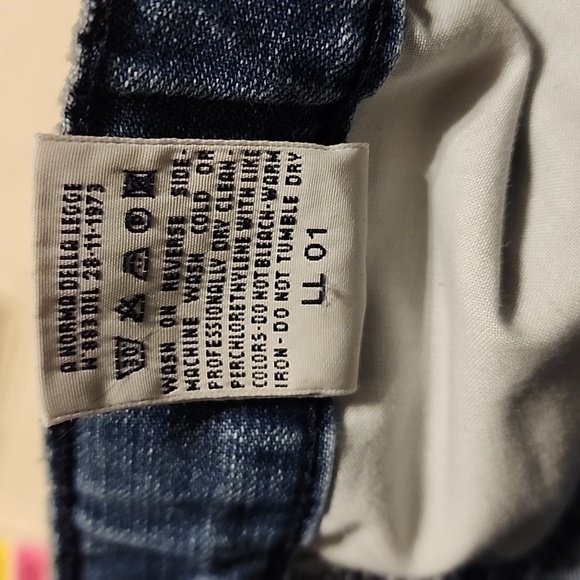 A NORMA DELLA LEGGE
N°883 DEL 26-11-1973
WASH ON REVERSE SIDE-
MACHINE WASH COLD OR
PROFESSIONALLY DRY CLEAN-
PERCHLORETHYLENE WITH LIKE
COLORS-DO NOT BLEACH-WARM
IRON-DO NOT TUMBLE DRY
LL 01